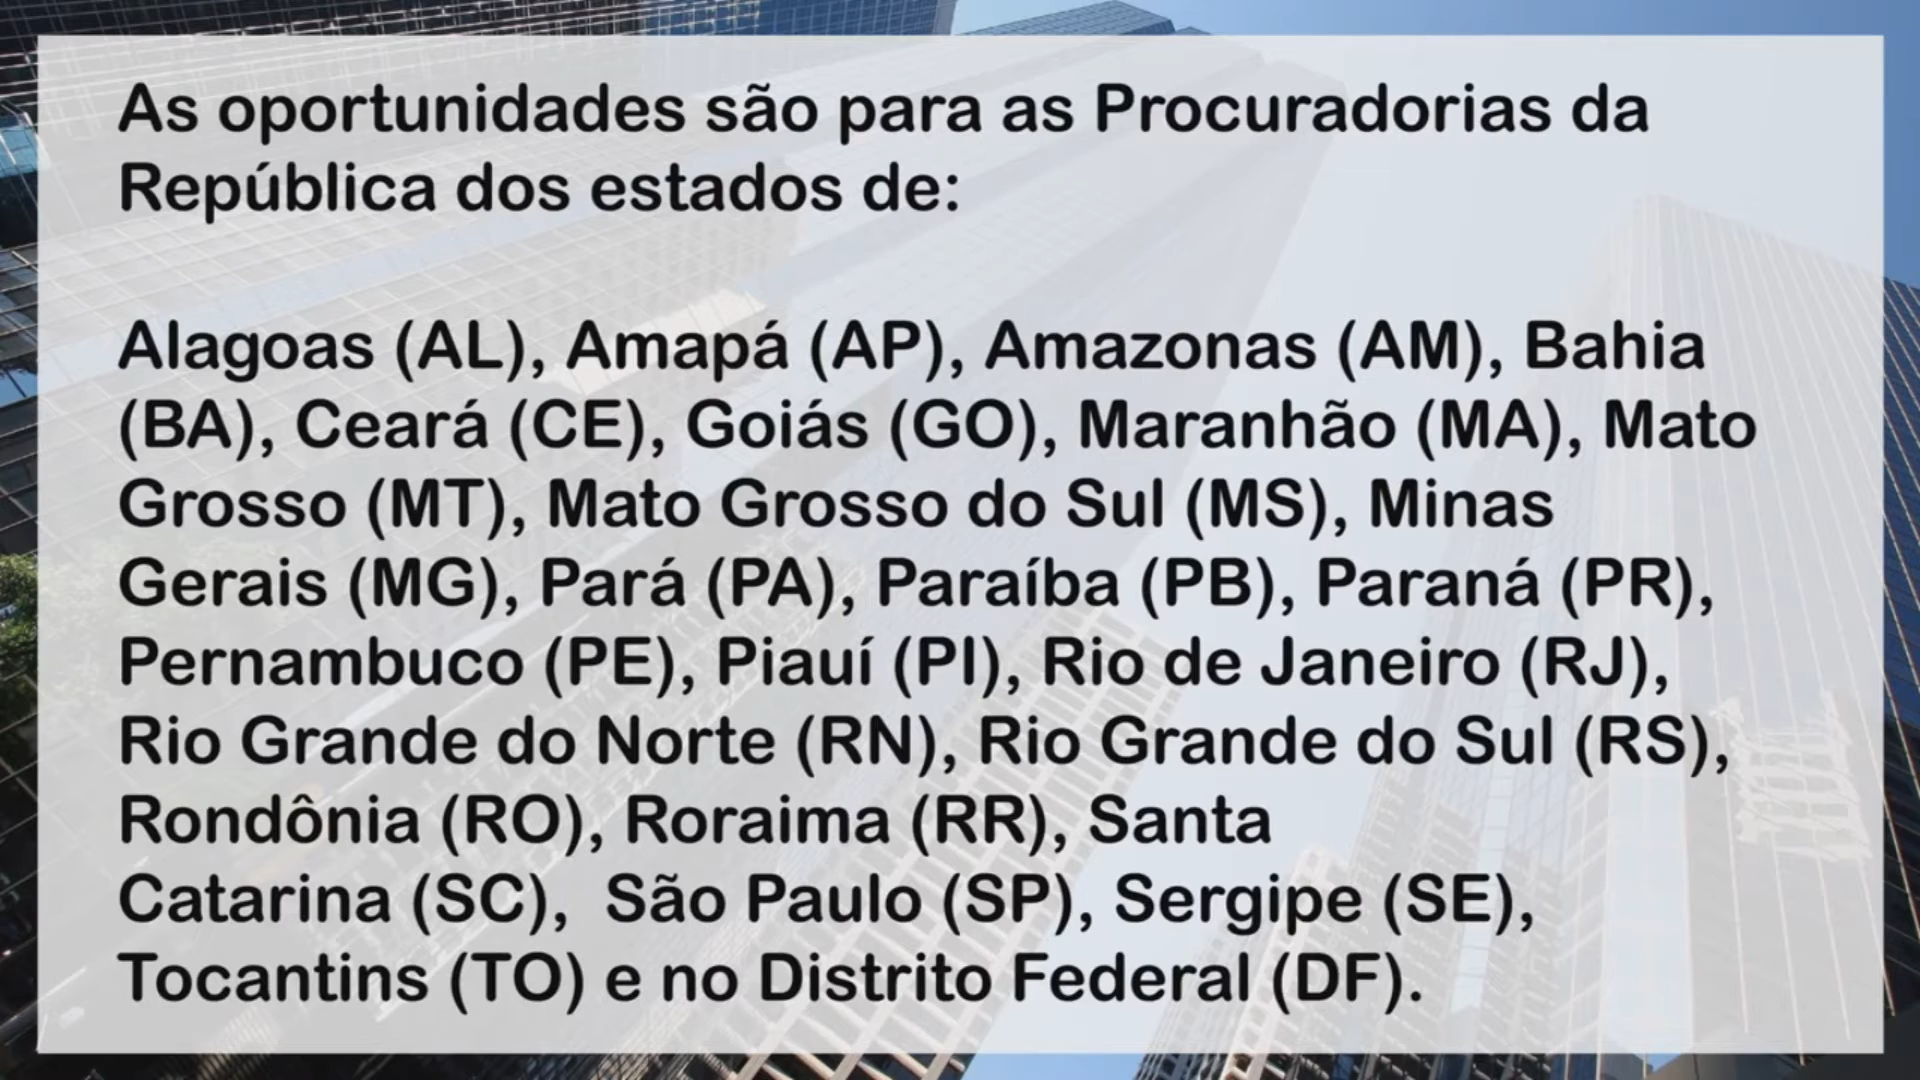 As oportunidades são para as Procuradorias da
República dos estados de:
Alagoas (AL), Amapá (AP), Amazonas (AM), Bahia
(BA), Ceará (CE), Goiás (GO), Maranhão (MA), Mato
Grosso (MT), Mato Grosso do Sul (MS), Minas
Gerais (MG), Pará (PA), Paraíba (PB), Paraná (PR),
Pernambuco (PE), Piauí (PI), Rio de Janeiro (RJ),
Rio Grande do Norte (RN), Rio Grande do Sul (RS),
Rondônia (RO), Roraima (RR), Santa
Catarina (SC),  São Paulo (SP), Sergipe (SE),
Tocantins (TO) e no Distrito Federal (DF).